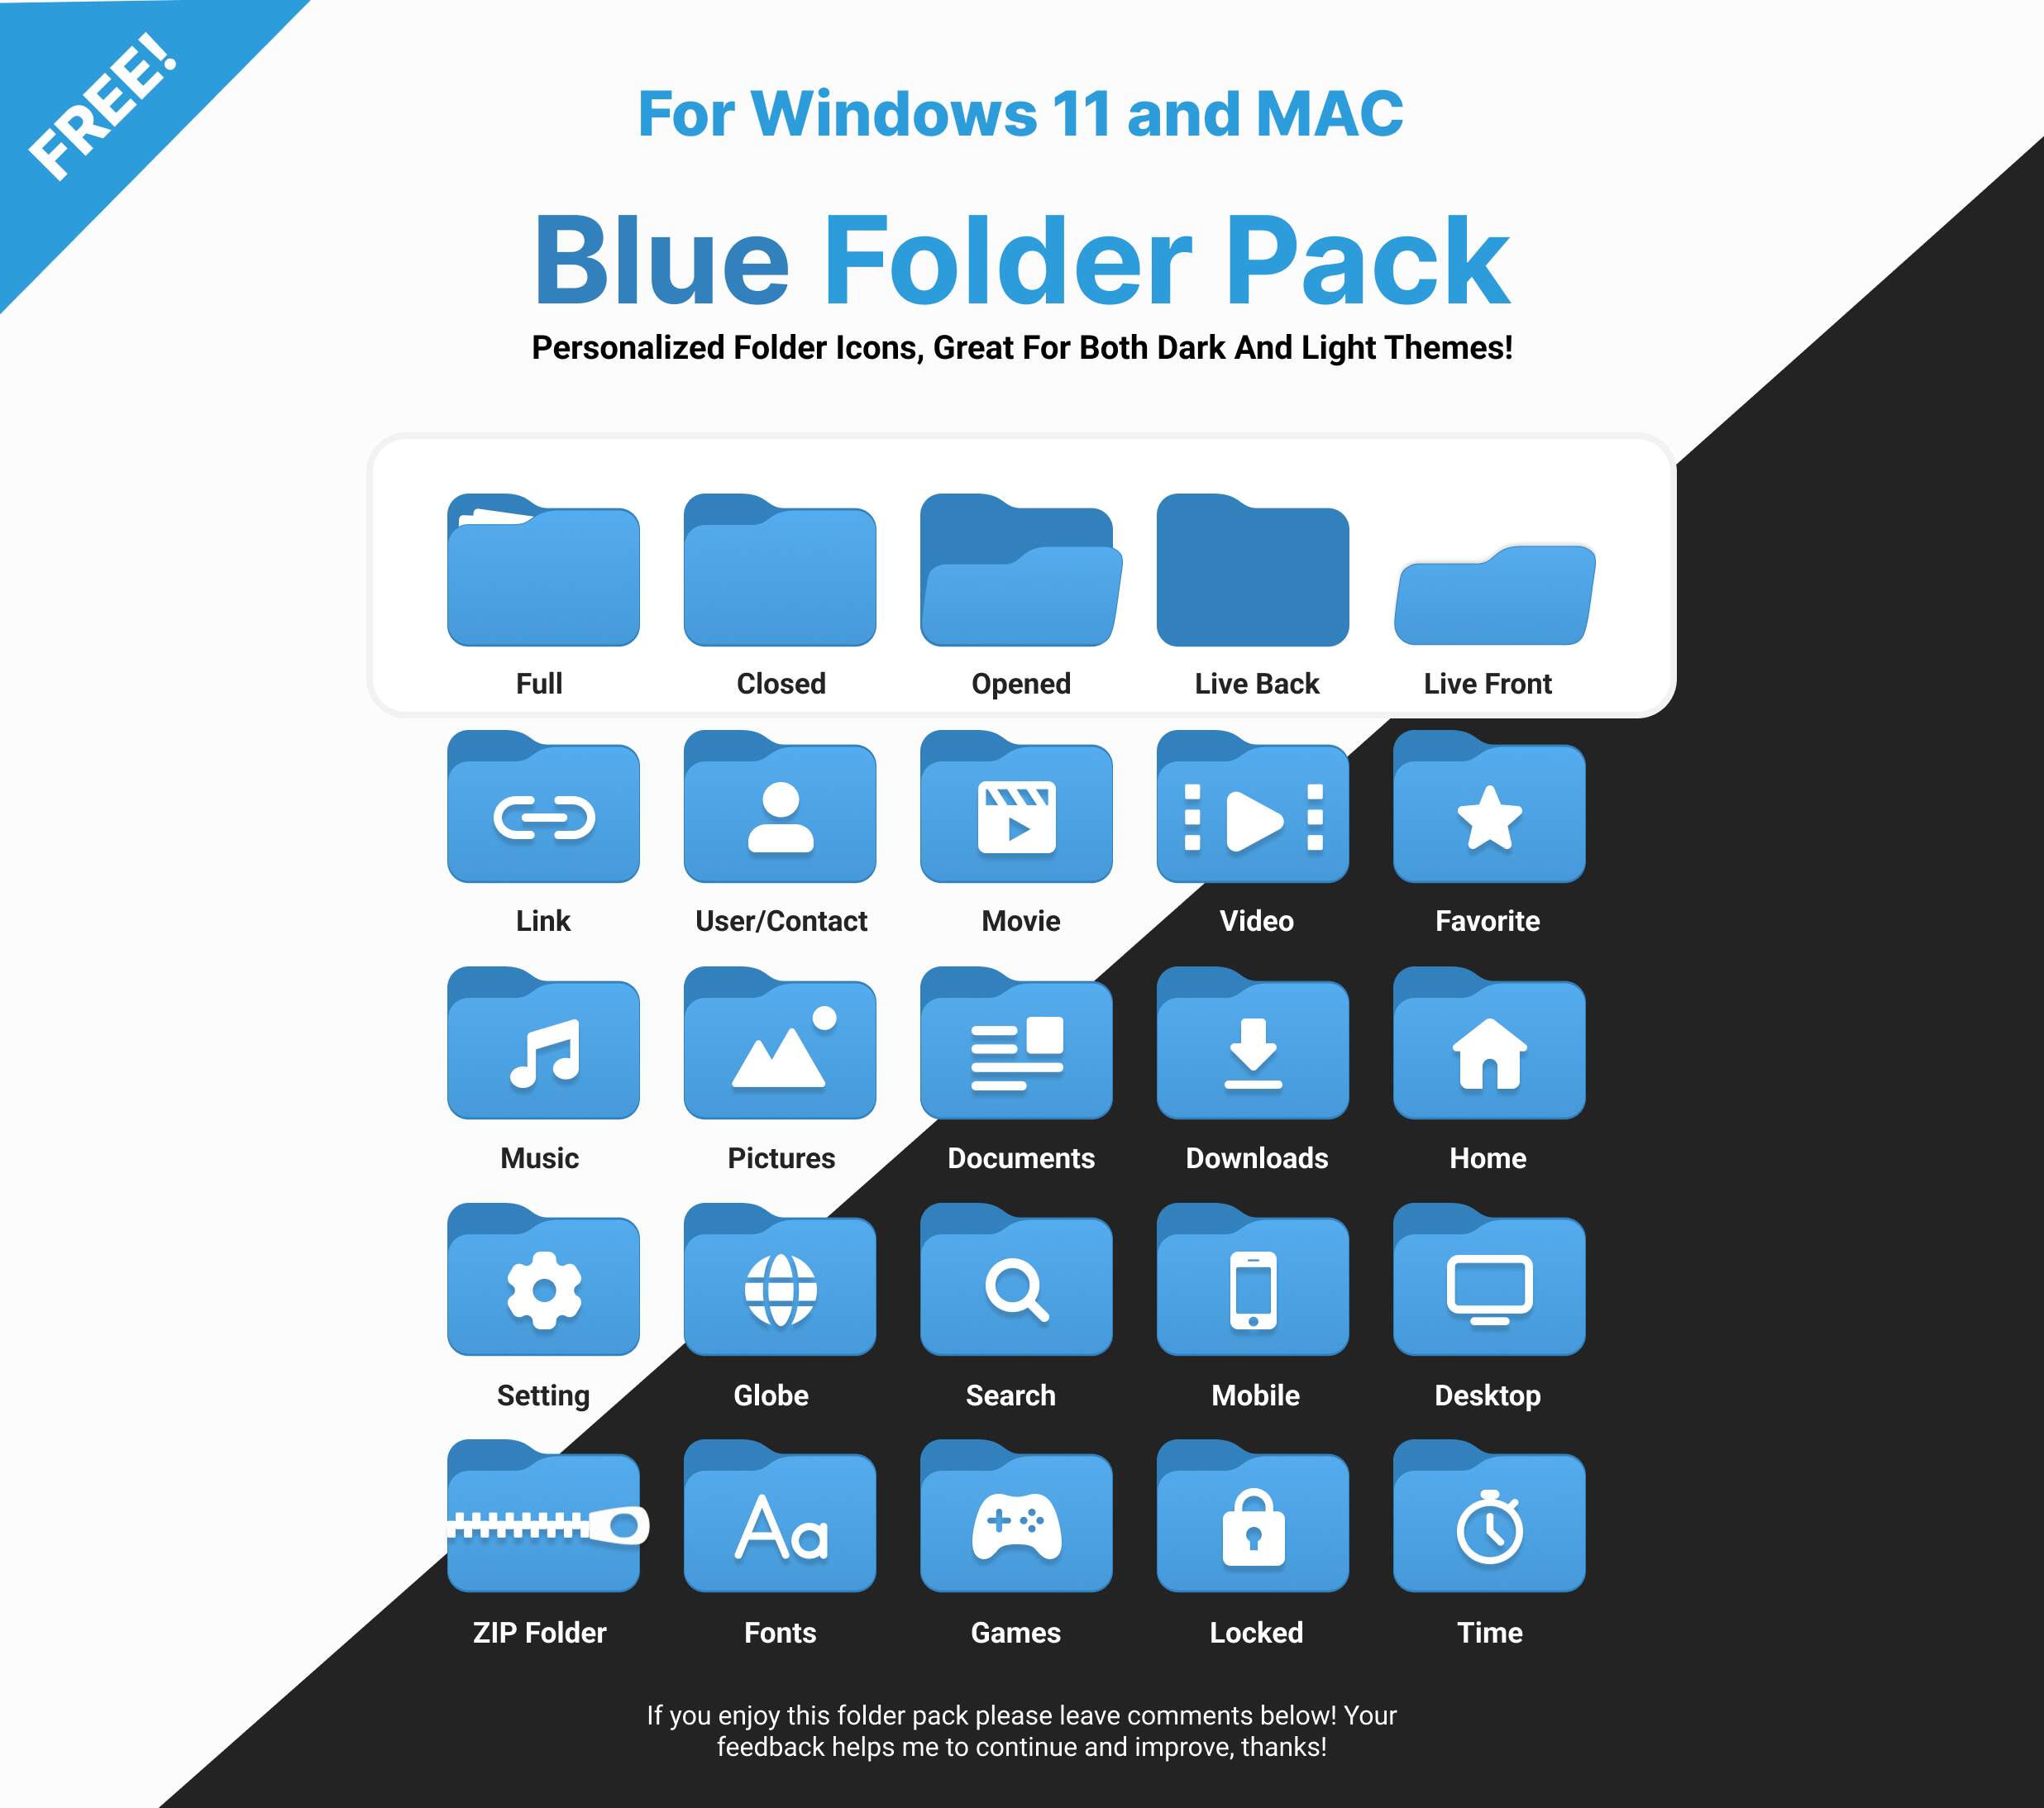 FREE!
For Windows 11 and MAC
Blue Folder Pack
Personalized Folder Icons, Great For Both Dark And Light Themes!
Full Closed Opened Live Back Live Front
Link User/Contact Movie Video Favorite
Music Pictures Documents Downloads Home
Setting Globe Search Mobile Desktop
Aa
ZIP Folder Fonts Games Locked Time
If you enjoy this folder pack please leave comments below! Your
feedback helps me to continue and improve, thanks!